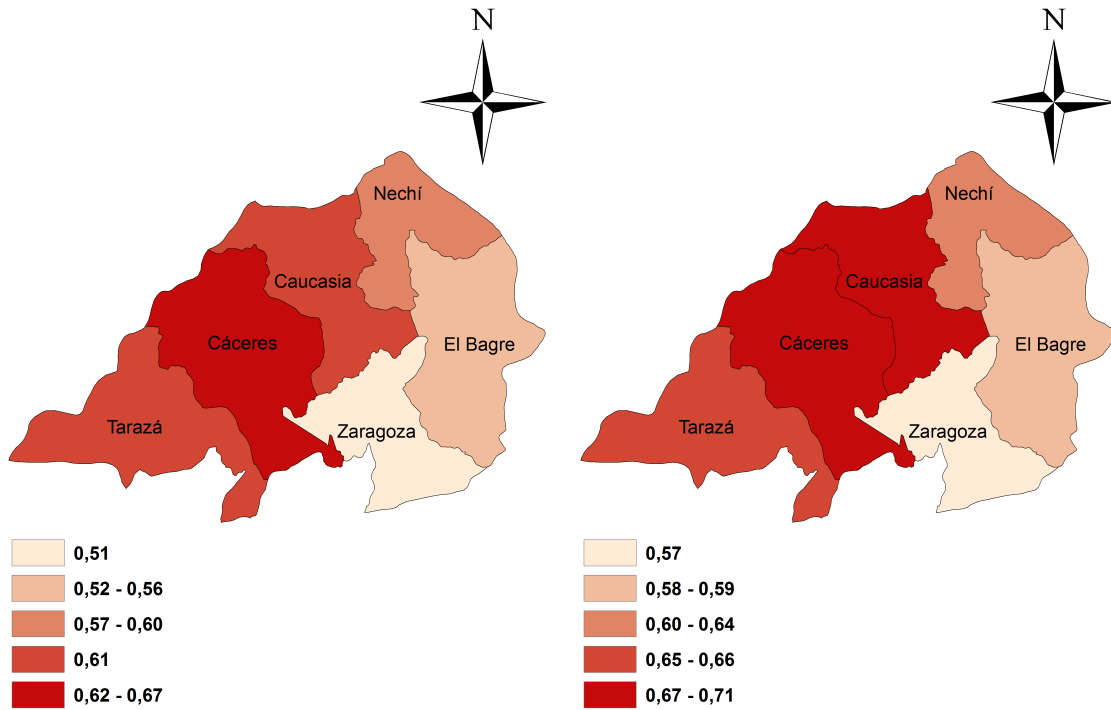 N
Nechí
Caucasia
Cáceres
El Bagre
Tarazá
Zaragoza
0,51
0,52 - 0,56
0,57 - 0,60
0,61
0,62 - 0,67
N
Nechí
Caucasia
Cáceres
El Bagre
Tarazá
Zaragoza
0,57
0,58 - 0,59
0,60 - 0,64
0,65 - 0,66
0,67 - 0,71